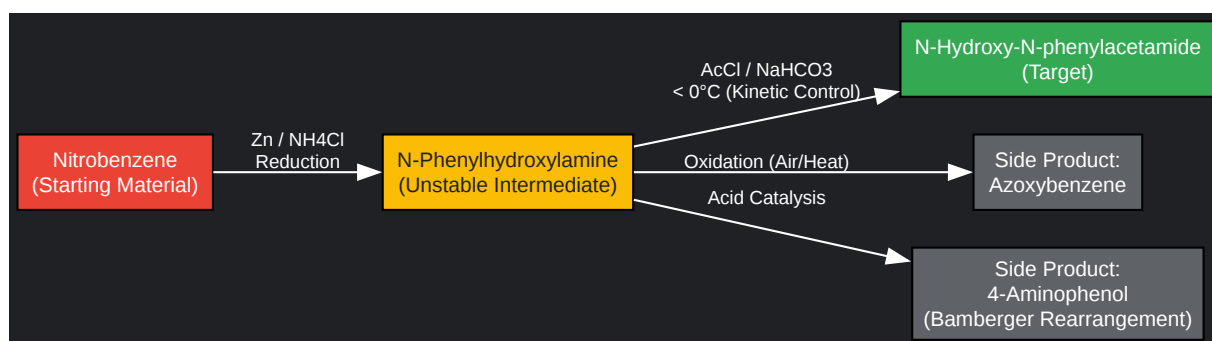 Nitrobenzene
(Starting Material)
Zn / NH4Cl
Reduction
N-Phenylhydroxylamine
(Unstable Intermediate)
AcCl / NaHCO3
< 0°C (Kinetic Control)
N-Hydroxy-N-phenylacetamide
(Target)
Oxidation (Air/Heat)
Side Product:
Azoxybenzene
Acid Catalysis
Side Product:
4-Aminophenol
(Bamberger Rearrangement)